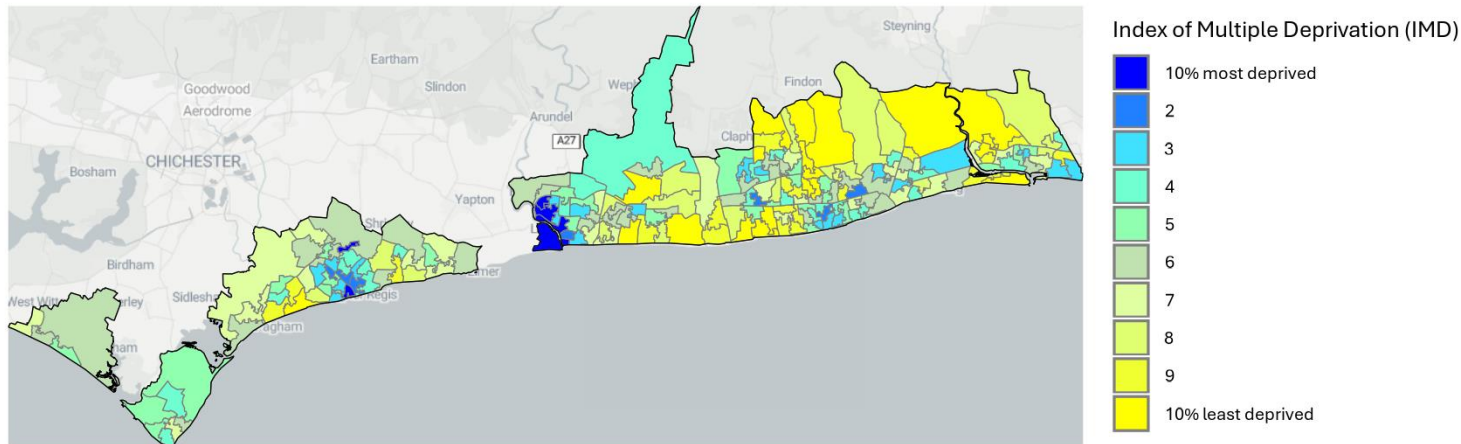 Steyning
Index of Multiple Deprivation (IMD)
Eartham
Goodwood
Aerodrome
Slindon
Findon
10% most deprived
Arundel
2
A27
3
CHICHESTER
4
Bosham
Yapton
5
6
Birdham
7
8
9
10% least deprived